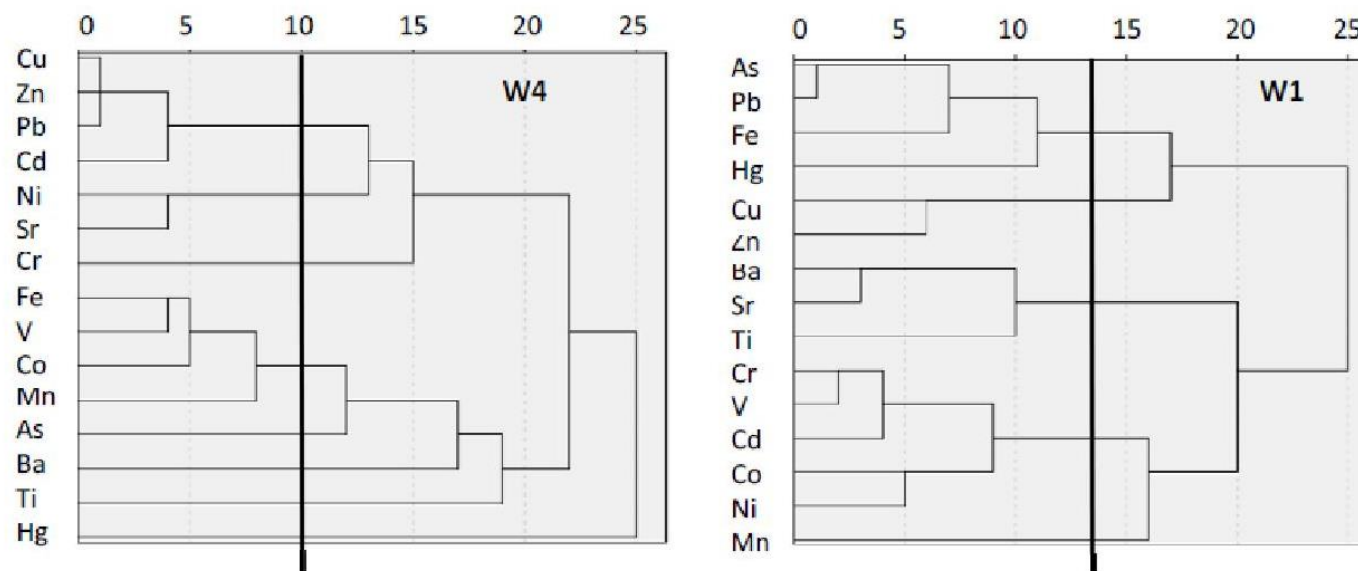 0 5 10 15 20 25
Cu
Zn
Pb
Cd
Ni
Sr
Cr
Fe
V
Co
Mn
As
Ba
Ti
Hg
W4
0 5 10 15 20 25
As
Pb
Fe
Hg
Cu
Zn
Ba
Sr
Ti
Cr
V
Cd
Co
Ni
Mn
W1